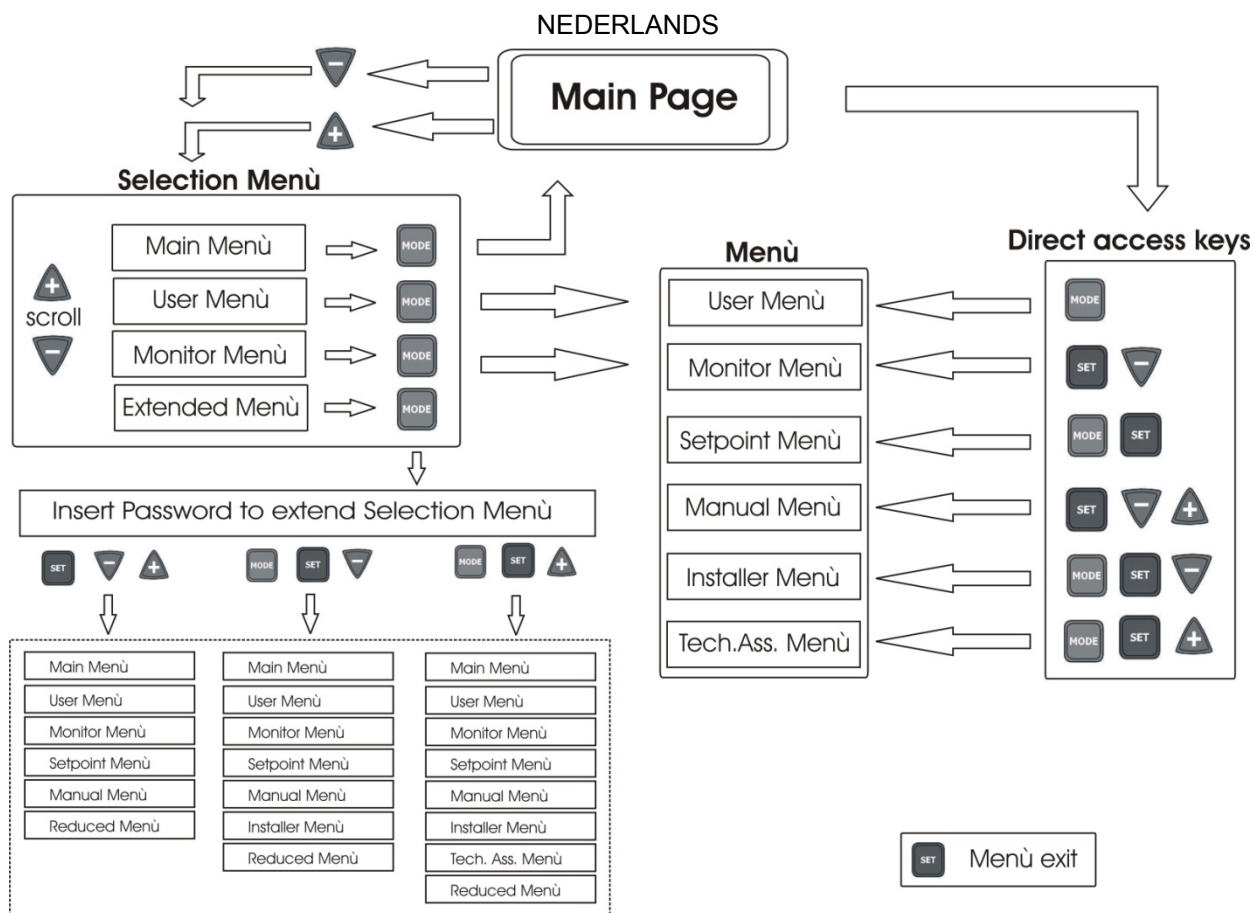 NEDERLANDS
Main Page
−
+
Selection Menù
+
scroll
−
Main Menù
MODE
User Menù
MODE
Monitor Menù
MODE
Extended Menù
MODE
Insert Password to extend Selection Menù
SET − +
MODE SET −
MODE SET +
Main Menù
User Menù
Monitor Menù
Setpoint Menù
Manual Menù
Reduced Menù
Main Menù
User Menù
Monitor Menù
Setpoint Menù
Manual Menù
Installer Menù
Reduced Menù
Main Menù
User Menù
Monitor Menù
Setpoint Menù
Manual Menù
Installer Menù
Tech. Ass. Menù
Reduced Menù
Menù
User Menù
Monitor Menù
Setpoint Menù
Manual Menù
Installer Menù
Tech.Ass. Menù
Direct access keys
MODE
SET −
MODE SET
SET − +
MODE SET −
MODE SET +
SET Menù exit